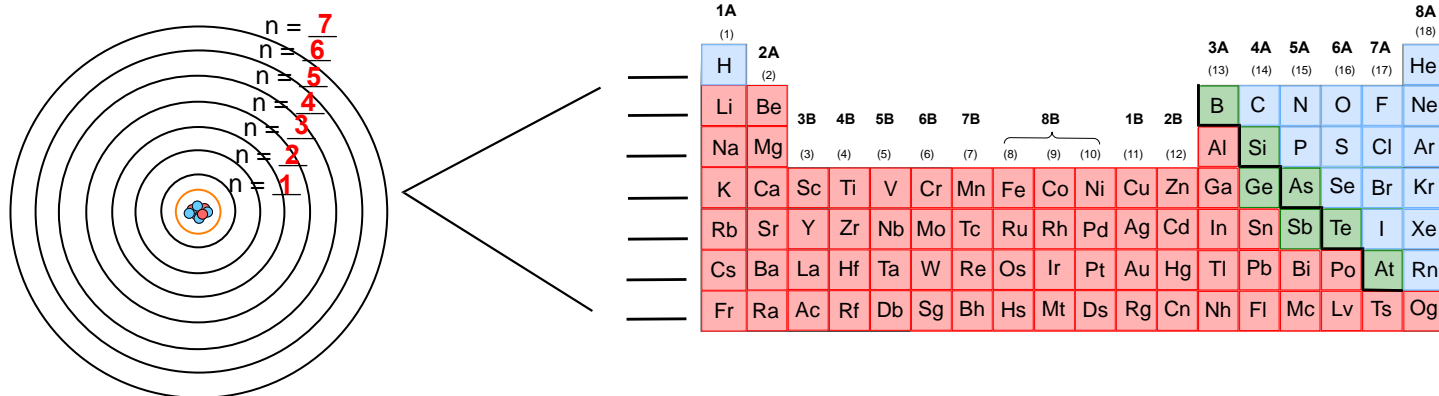 n = 7
n = 6
n = 5
n = 4
n = 3
n = 2
n = 1
1A 8A
(1) (18)
H 2A 3A 4A 5A 6A 7A He
(2) (13) (14) (15) (16) (17)
Li Be B C N O F Ne
3B 4B 5B 6B 7B 8B 1B 2B
Na Mg (3) (4) (5) (6) (7) (8) (9) (10) (11) (12) Al Si P S Cl Ar
K Ca Sc Ti V Cr Mn Fe Co Ni Cu Zn Ga Ge As Se Br Kr
Rb Sr Y Zr Nb Mo Tc Ru Rh Pd Ag Cd In Sn Sb Te I Xe
Cs Ba La Hf Ta W Re Os Ir Pt Au Hg Tl Pb Bi Po At Rn
Fr Ra Ac Rf Db Sg Bh Hs Mt Ds Rg Cn Nh Fl Mc Lv Ts Og